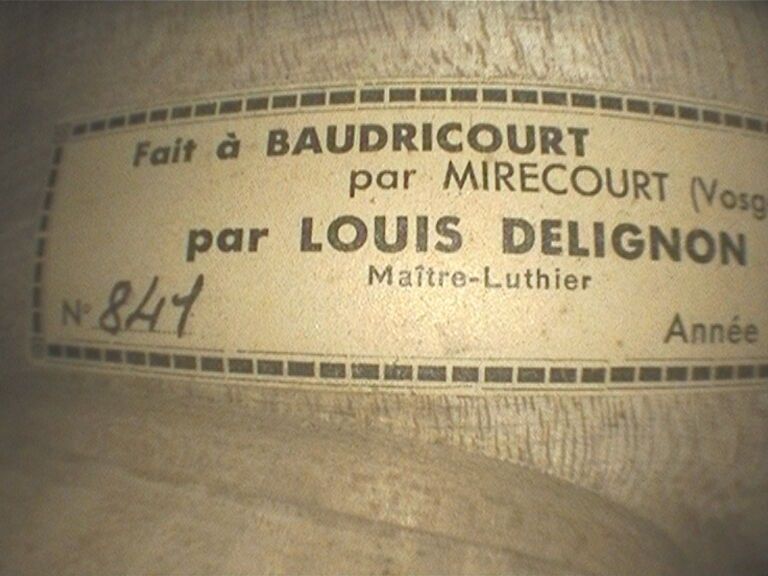 Fait à BAUDRICOURT
par MIRECOURT (Vosg
par LOUIS DELIGNON
Maître-Luthier
N° 841 Année